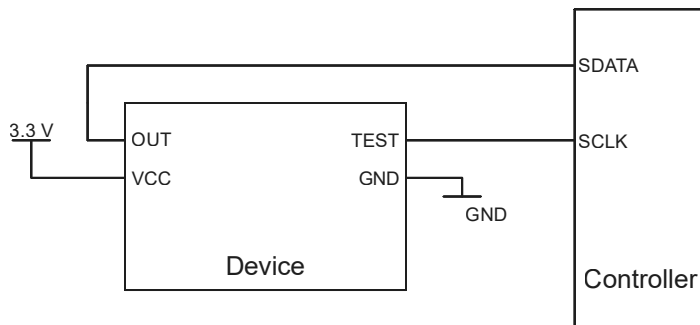 SDATA
3.3 V
OUT
TEST
SCLK
VCC
GND
GND
Device
Controller